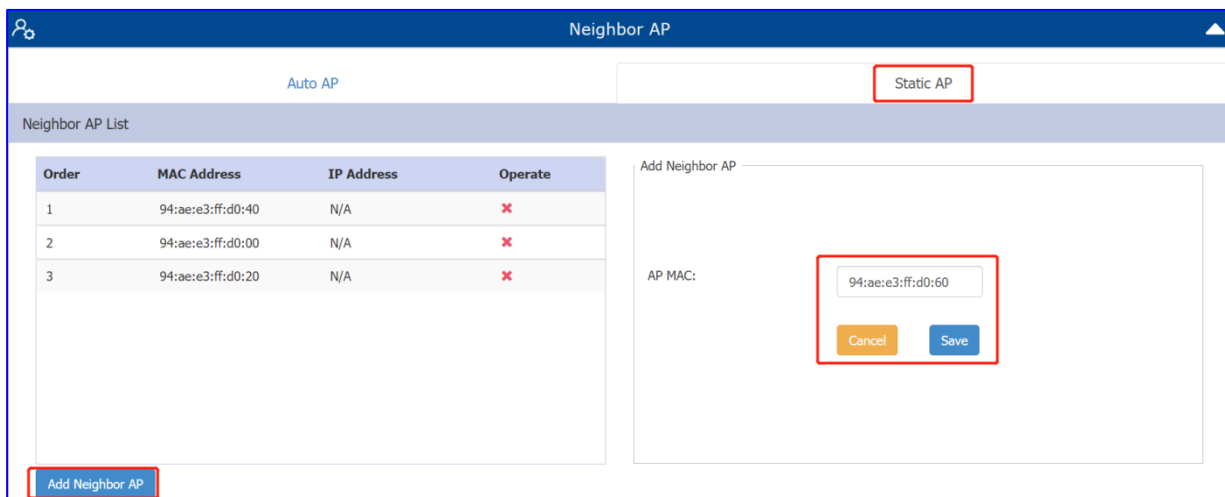 Neighbor AP
Auto AP
Static AP
Neighbor AP List
Order MAC Address IP Address Operate
1 94:ae:e3:ff:d0:40 N/A
2 94:ae:e3:ff:d0:00 N/A
3 94:ae:e3:ff:d0:20 N/A
Add Neighbor AP
Add Neighbor AP
AP MAC: 94:ae:e3:ff:d0:60
Cancel Save